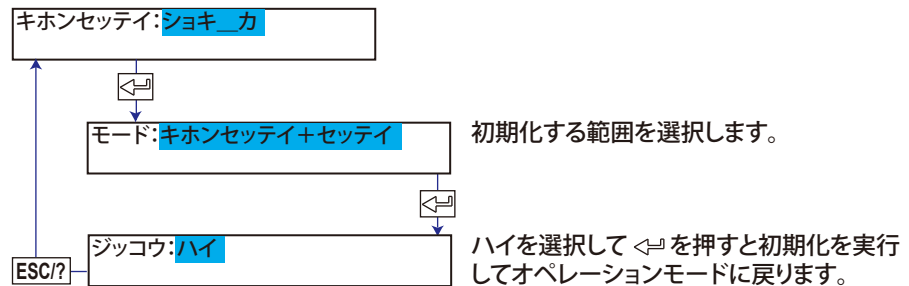 キホンセッテイ:ショキ__カ
モード:キホンセッテイ+セッテイ
初期化する範囲を選択します。
ジッコウ:ハイ
ESC/?
ハイを選択して を押すと初期化を実行
してオペレーションモードに戻ります。